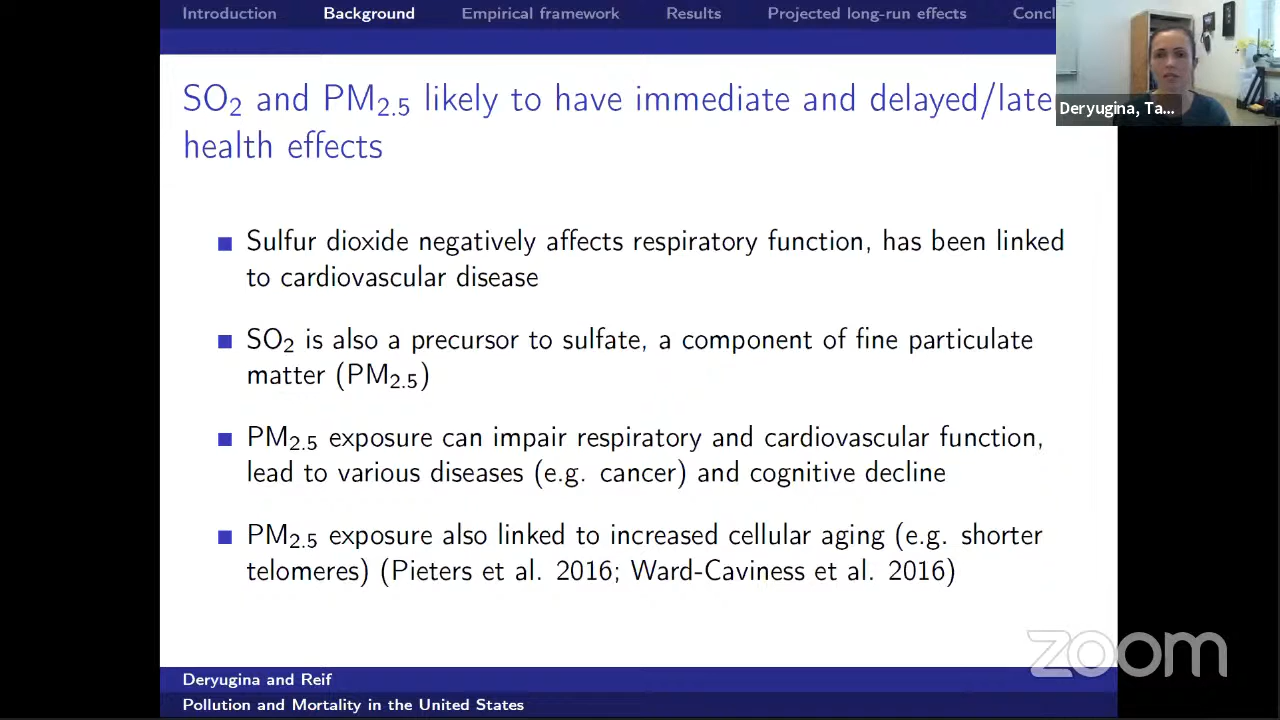 Introduction Background Empirical framework Results Projected long-run effects Concl
SO2 and PM2.5 likely to have immediate and delayed/late
health effects
Deryugina, Ta...
Sulfur dioxide negatively affects respiratory function, has been linked
to cardiovascular disease
SO2 is also a precursor to sulfate, a component of fine particulate
matter (PM2.5)
PM2.5 exposure can impair respiratory and cardiovascular function,
lead to various diseases (e.g. cancer) and cognitive decline
PM2.5 exposure also linked to increased cellular aging (e.g. shorter
telomeres) (Pieters et al. 2016; Ward-Caviness et al. 2016)
zoom
Deryugina and Reif
Pollution and Mortality in the United States